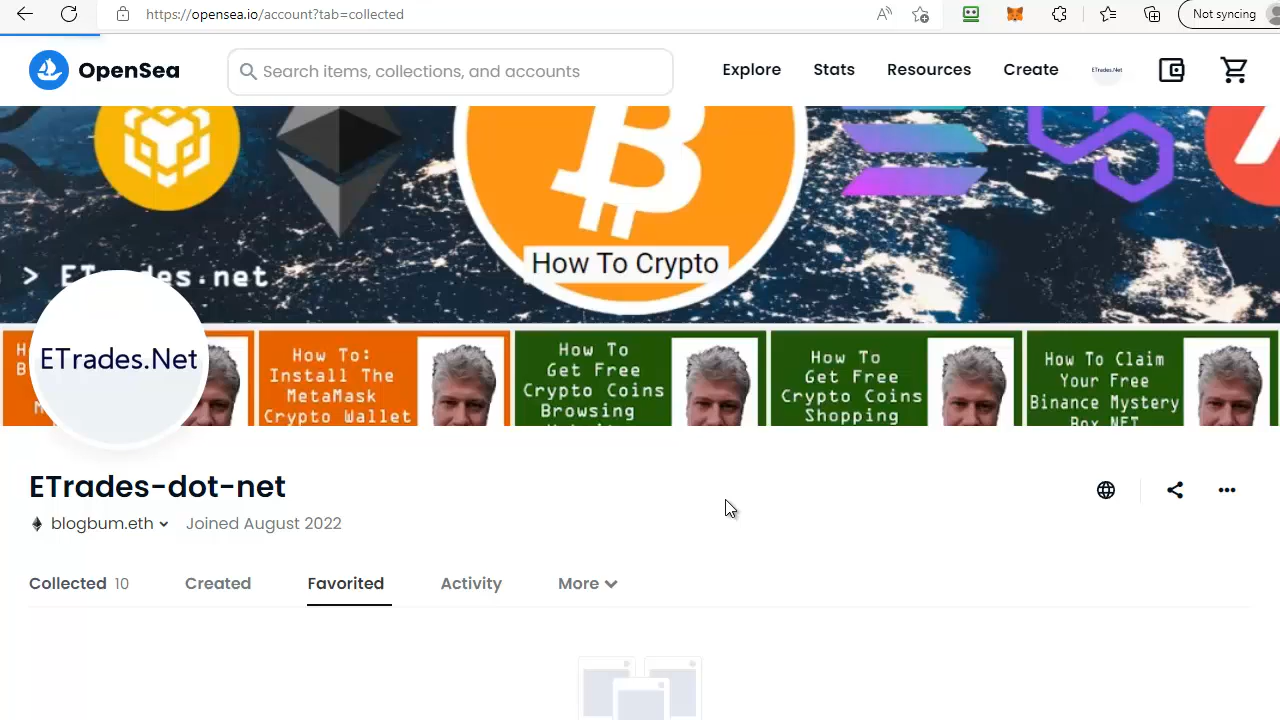 https://opensea.io/account?tab=collected
Not syncing
OpenSea
Search items, collections, and accounts
Explore
Stats
Resources
Create
ETrades.Net
How To Crypto
> ETrades.net
ETrades.Net
How To:
Install The
MetaMask
Crypto Wallet
How To
Get Free
Crypto Coins
Browsing
How To
Get Free
Crypto Coins
Shopping
How To Claim
Your Free
Binance Mystery
Box NFT
ETrades-dot-net
blogbum.eth
Joined August 2022
Collected 10
Created
Favorited
Activity
More